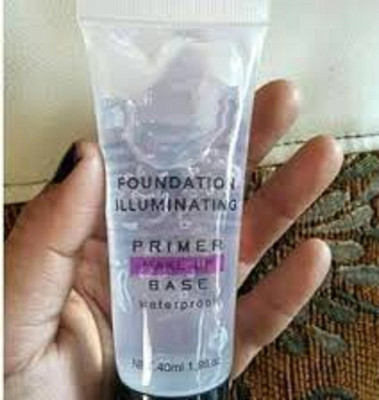 FOUNDATION
ILLUMINATING
PRIMER
MAKE UP
BASE
waterproof
40ml